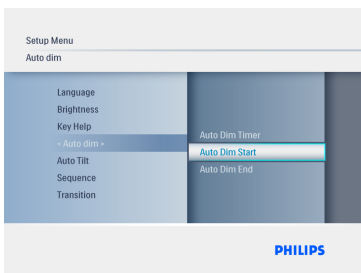 Setup Menu
Auto dim
Language
Brightness
Key Help
< Auto dim >
Auto Tilt
Sequence
Transition
Auto Dim Timer
Auto Dim Start
Auto Dim End
PHILIPS